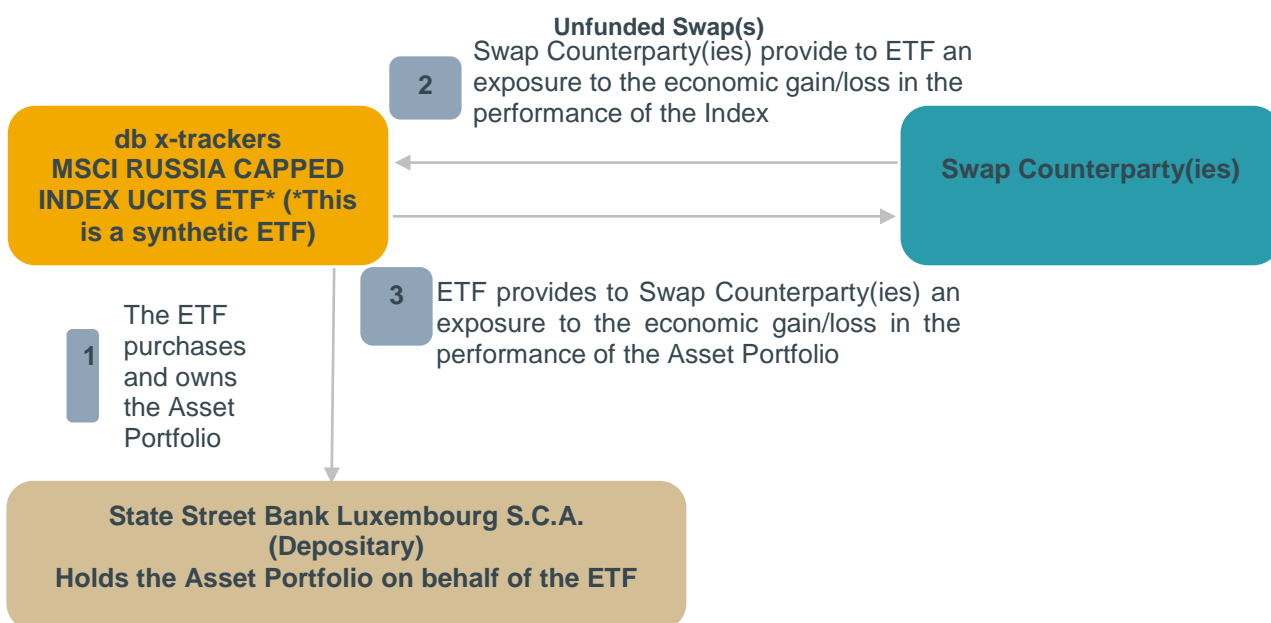 Unfunded Swap(s)
2
Swap Counterparty(ies) provide to ETF an
exposure to the economic gain/loss in the
performance of the Index
db x-trackers
MSCI RUSSIA CAPPED
INDEX UCITS ETF* (*This
is a synthetic ETF)
Swap Counterparty(ies)
3
ETF provides to Swap Counterparty(ies) an
exposure to the economic gain/loss in the
performance of the Asset Portfolio
1
The ETF
purchases
and owns
the Asset
Portfolio
State Street Bank Luxembourg S.C.A.
(Depositary)
Holds the Asset Portfolio on behalf of the ETF